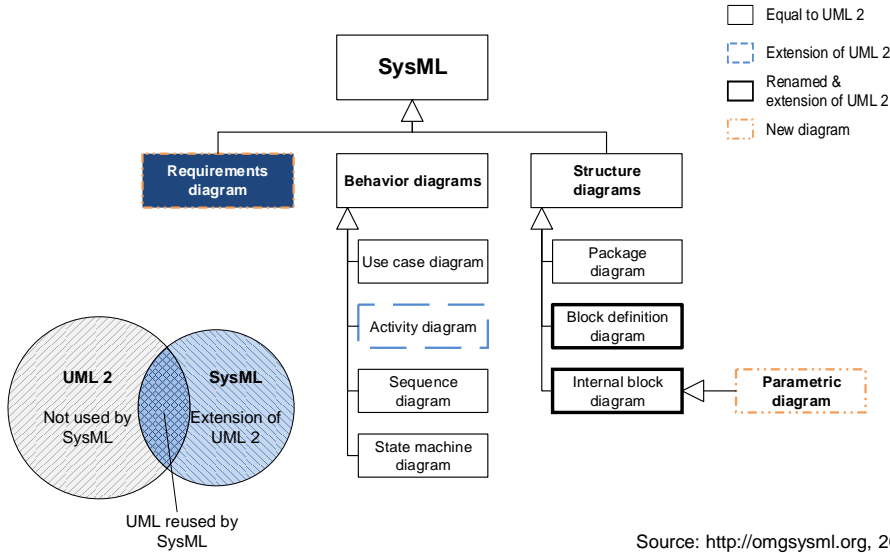 Equal to UML 2
Extension of UML 2
Renamed &
extension of UML 2
New diagram
SysML
Requirements
diagram
Behavior diagrams
Structure
diagrams
Use case diagram
Package
diagram
Activity diagram
Block definition
diagram
Sequence
diagram
Internal block
diagram
Parametric
diagram
State machine
diagram
UML 2
Not used by
SysML
SysML
Extension of
UML 2
UML reused by
SysML
Source: http://omgsysml.org,